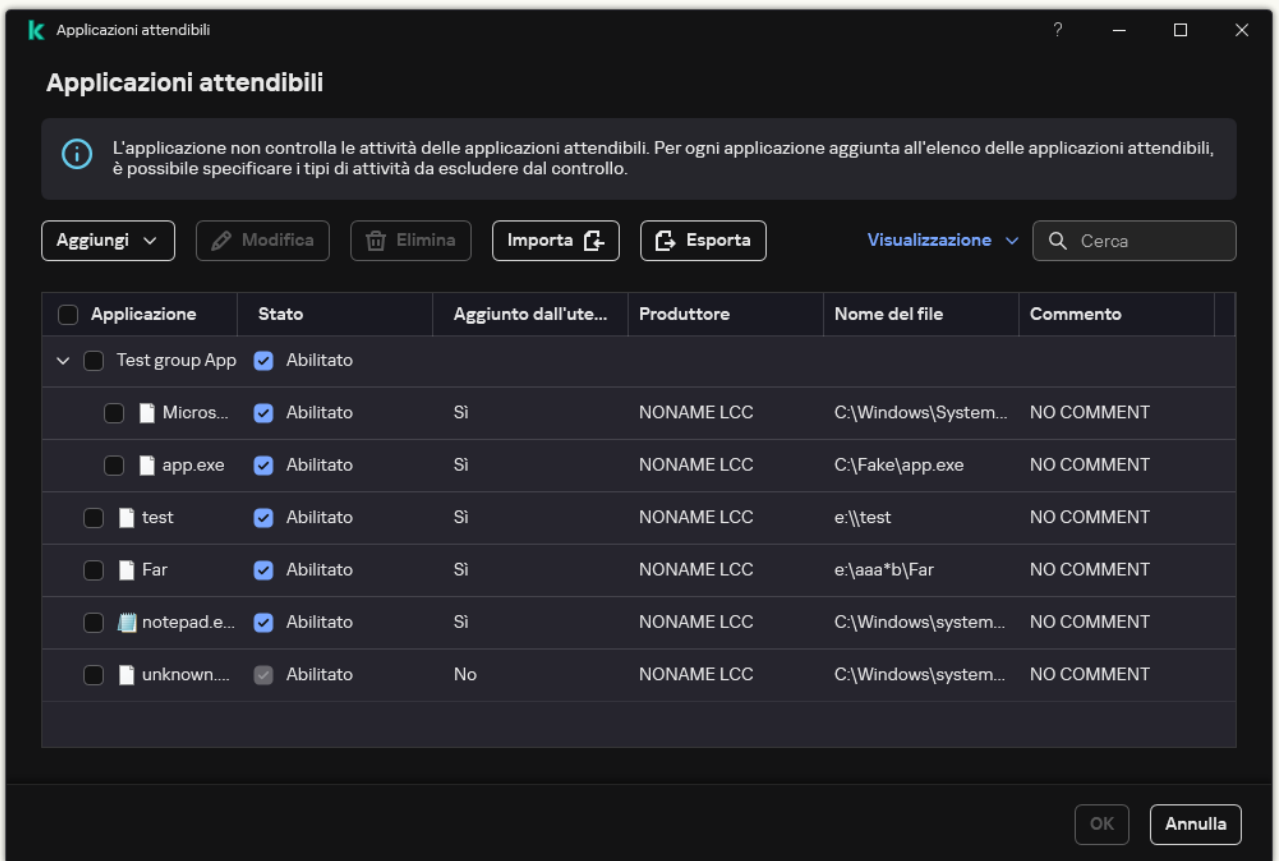 Applicazioni attendibili
Applicazioni attendibili
L'applicazione non controlla le attività delle applicazioni attendibili. Per ogni applicazione aggiunta all'elenco delle applicazioni attendibili,
è possibile specificare i tipi di attività da escludere dal controllo.
Aggiungi Modifica Elimina Importa Esporta Visualizzazione Cerca
Applicazione Stato Aggiunto dall'ute... Produttore Nome del file Commento
Test group App Abilitato
Micros... Abilitato Sì NONAME LCC C:\Windows\System... NO COMMENT
app.exe Abilitato Sì NONAME LCC C:\Fake\app.exe NO COMMENT
test Abilitato Sì NONAME LCC e:\\test NO COMMENT
Far Abilitato Sì NONAME LCC e:\aaa*b\Far NO COMMENT
notepad.e... Abilitato Sì NONAME LCC C:\Windows\system... NO COMMENT
unknown.... Abilitato No NONAME LCC C:\Windows\system... NO COMMENT
OK Annulla